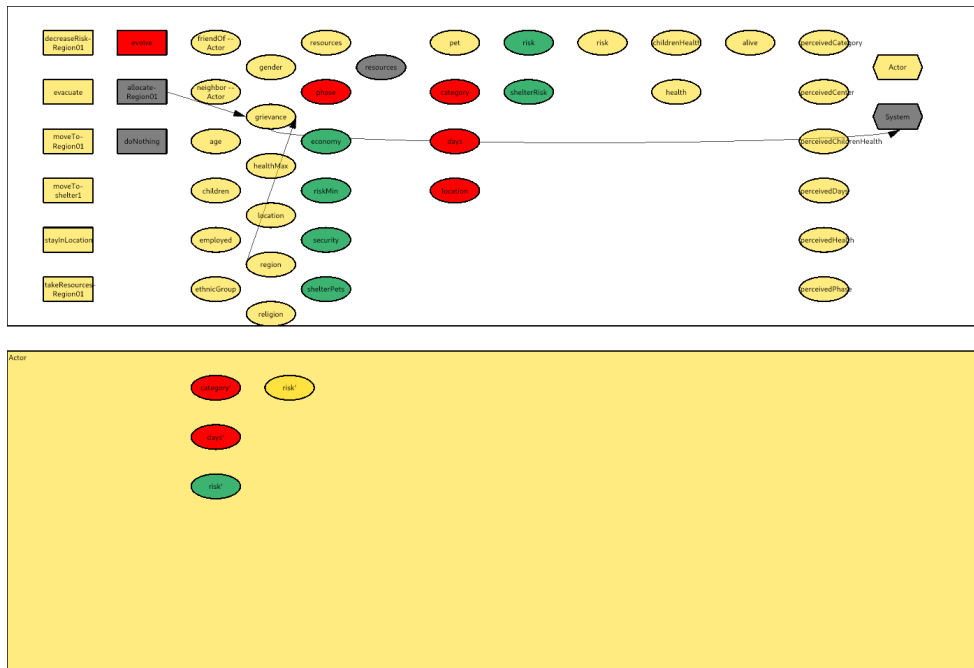 decreaseRisk-
Region01
evolve
friendOf --
Actor
resources
pet
risk
risk
childrenHealth
alive
perceivedCategory
gender
resources
Actor
evacuate
allocate-
Region01
neighbor --
Actor
phase
category
shelterRisk
health
perceivedCenter
grievance
System
moveTo-
Region01
doNothing
age
economy
days
perceivedChildrenHealth
healthMax
moveTo-
shelter1
children
riskMin
location
perceivedDays
location
stayInLocation
employed
security
perceivedHealth
region
takeResources-
Region01
ethnicGroup
shelterPets
perceivedPhase
religion
Actor
category'
risk'
days'
risk'